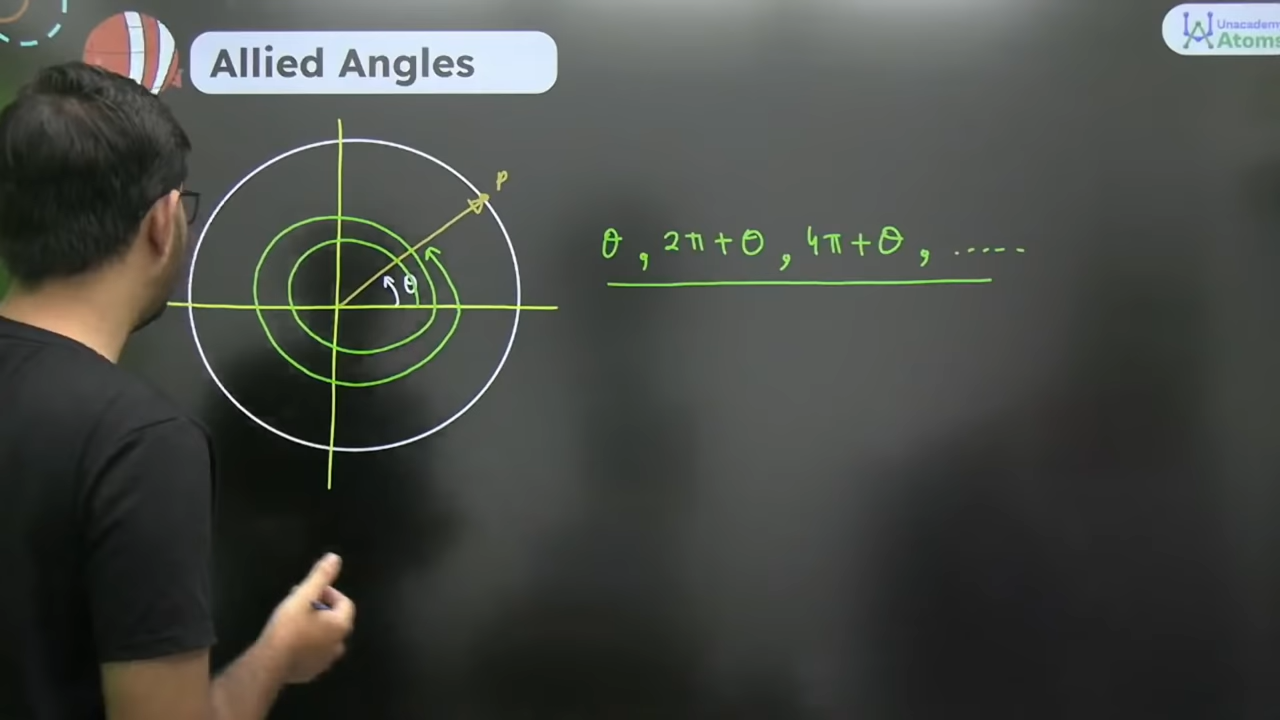 Allied Angles
Unacademy
Atoms
P
θ
θ , 2π + θ , 4π + θ , .....